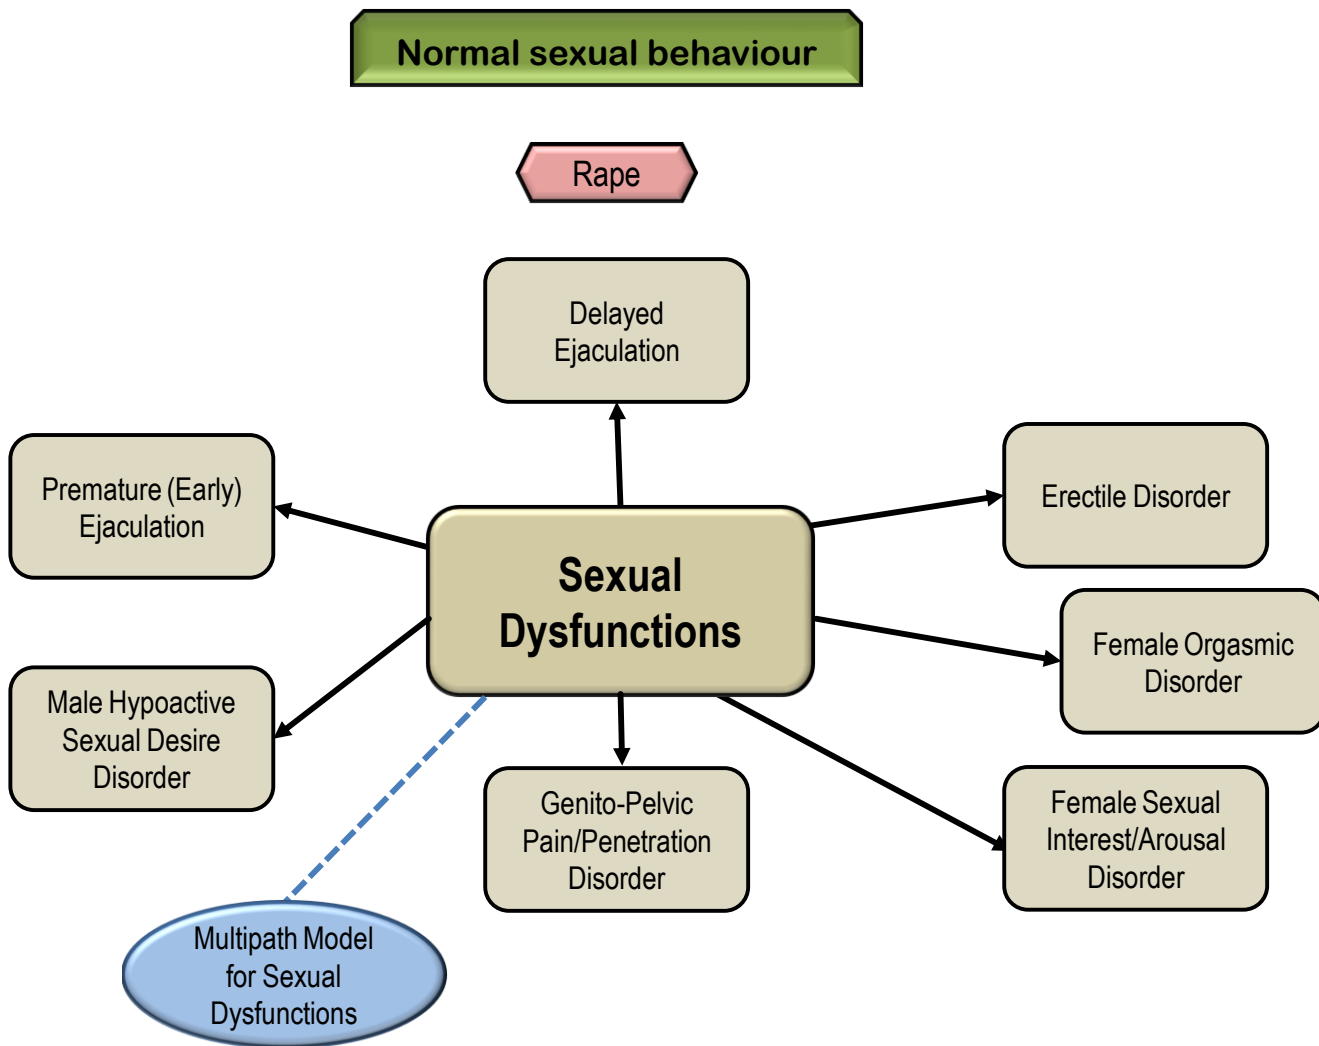 Normal sexual behaviour
Rape
Delayed
Ejaculation
Premature (Early)
Ejaculation
Erectile Disorder
Sexual
Dysfunctions
Female Orgasmic
Disorder
Male Hypoactive
Sexual Desire
Disorder
Genito-Pelvic
Pain/Penetration
Disorder
Female Sexual
Interest/Arousal
Disorder
Multipath Model
for Sexual
Dysfunctions